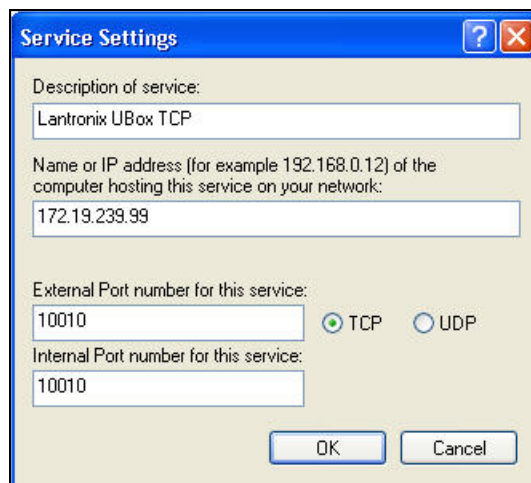 Service Settings
Description of service:
Lantronix UBox TCP
Name or IP address (for example 192.168.0.12) of the
computer hosting this service on your network:
172.19.239.99
External Port number for this service:
10010
TCP
UDP
Internal Port number for this service:
10010
OK
Cancel